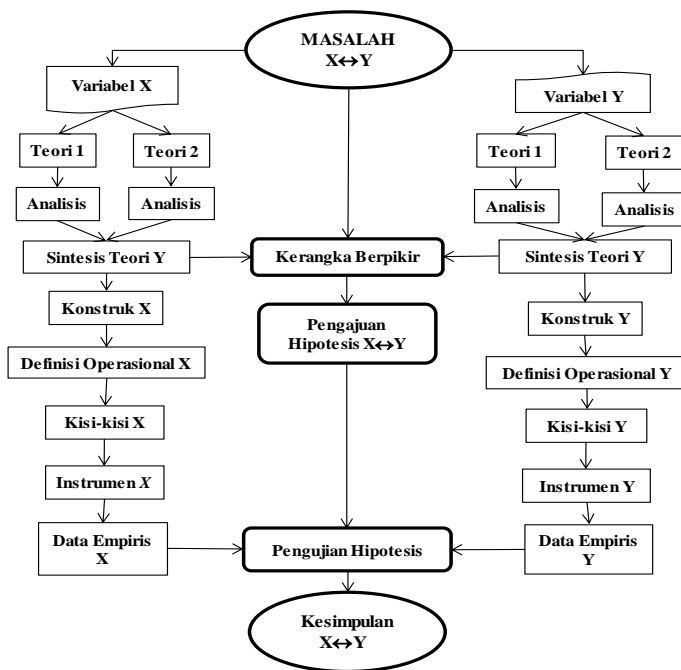 MASALAH
X↔Y
Variabel X
Variabel Y
Teori 1
Teori 2
Teori 1
Teori 2
Analisis
Analisis
Analisis
Analisis
Sintesis Teori Y
Kerangka Berpikir
Sintesis Teori Y
Konstruk X
Pengajuan
Hipotesis X↔Y
Konstruk Y
Definisi Operasional X
Definisi Operasional Y
Kisi-kisi X
Kisi-kisi Y
Instrumen X
Instrumen Y
Data Empiris
X
Pengujian Hipotesis
Data Empiris
Y
Kesimpulan
X↔Y